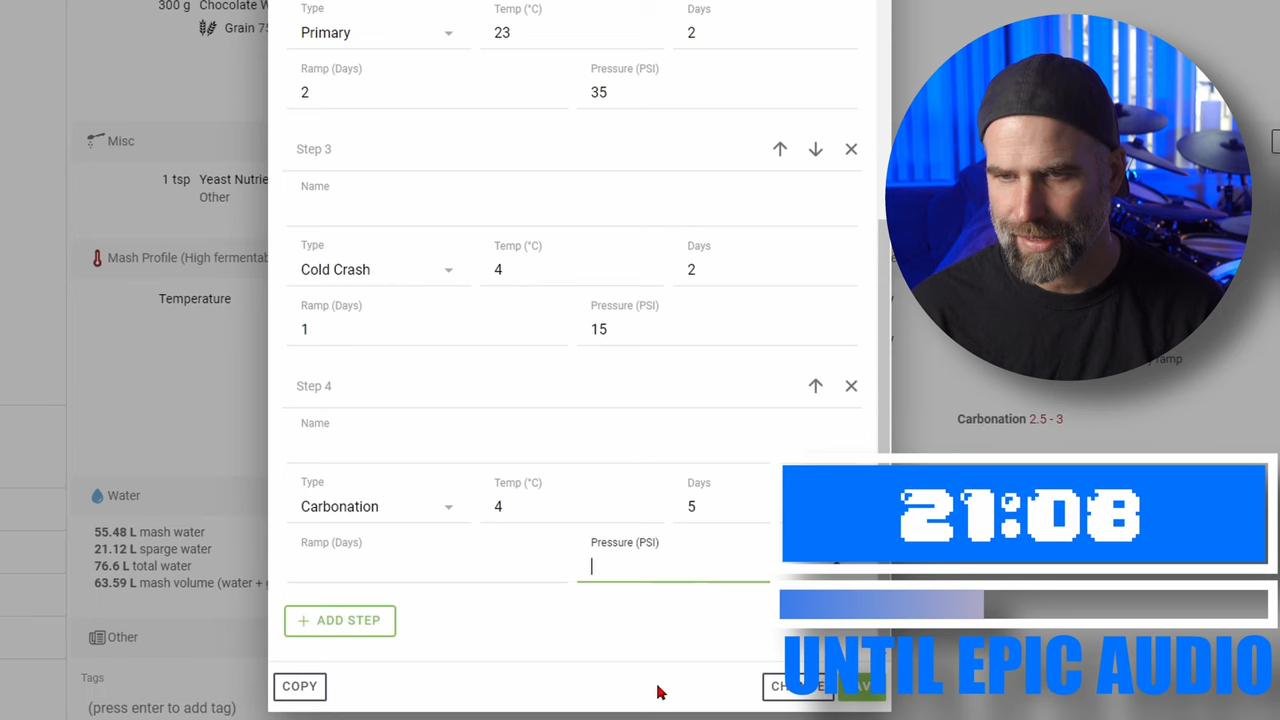 300 g Chocolate W
Grain 75
Misc
1 tsp Yeast Nutrie
Other
Mash Profile (High fermentab
Temperature
Water
55.48 L mash water
21.12 L sparge water
76.6 L total water
63.59 L mash volume (water + g
Other
Tags
(press enter to add tag)
Type Temp (°C) Days
Primary 23 2
Ramp (Days) Pressure (PSI)
2 35
Step 3
Name
Type Temp (°C) Days
Cold Crash 4 2
Ramp (Days) Pressure (PSI)
1 15
Step 4
Name
Type Temp (°C) Days
Carbonation 4 5
Ramp (Days) Pressure (PSI)
+ ADD STEP
COPY
ramp
Carbonation 2.5 - 3
21:08
UNTIL EPIC AUDIO